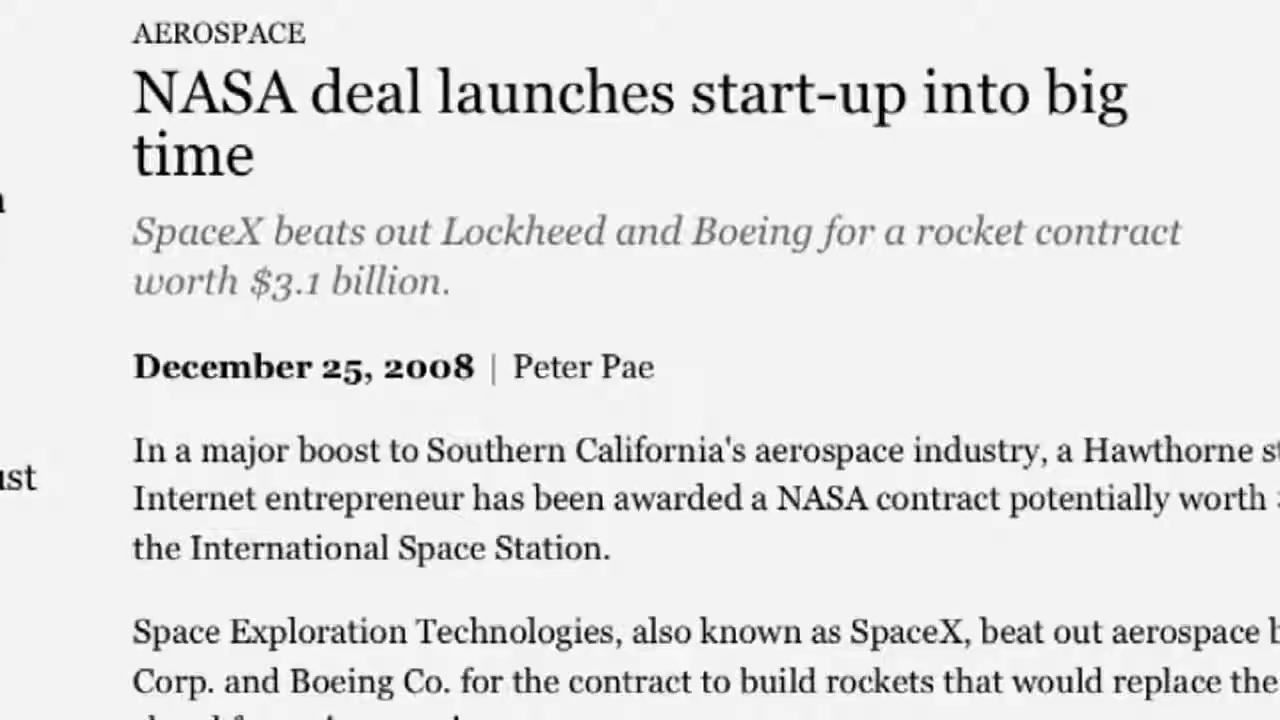 AEROSPACE
NASA deal launches start-up into big
time
SpaceX beats out Lockheed and Boeing for a rocket contract
worth $3.1 billion.
December 25, 2008 | Peter Pae
In a major boost to Southern California's aerospace industry, a Hawthorne
Internet entrepreneur has been awarded a NASA contract potentially worth
the International Space Station.
Space Exploration Technologies, also known as SpaceX, beat out aerospace
Corp. and Boeing Co. for the contract to build rockets that would replace the